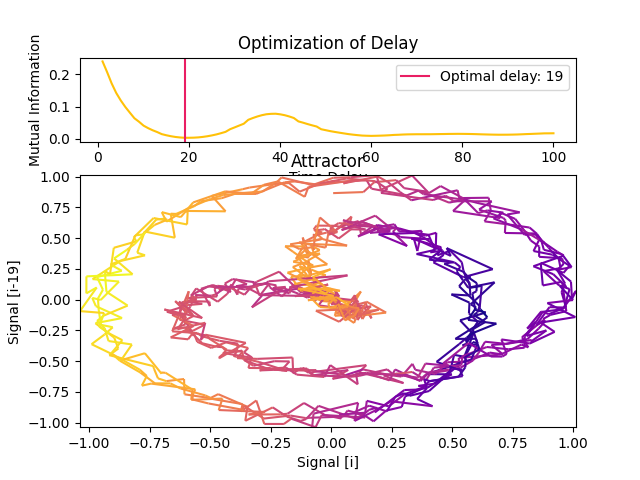 Optimization of Delay
Mutual Information
0.2
0.1
0.0
Optimal delay: 19
0 20 40 60 80 100
Attractor
Signal [i-19]
1.00
0.75
0.50
0.25
0.00
−0.25
−0.50
−0.75
−1.00
−1.00 −0.75 −0.50 −0.25 0.00 0.25 0.50 0.75 1.00
Signal [i]